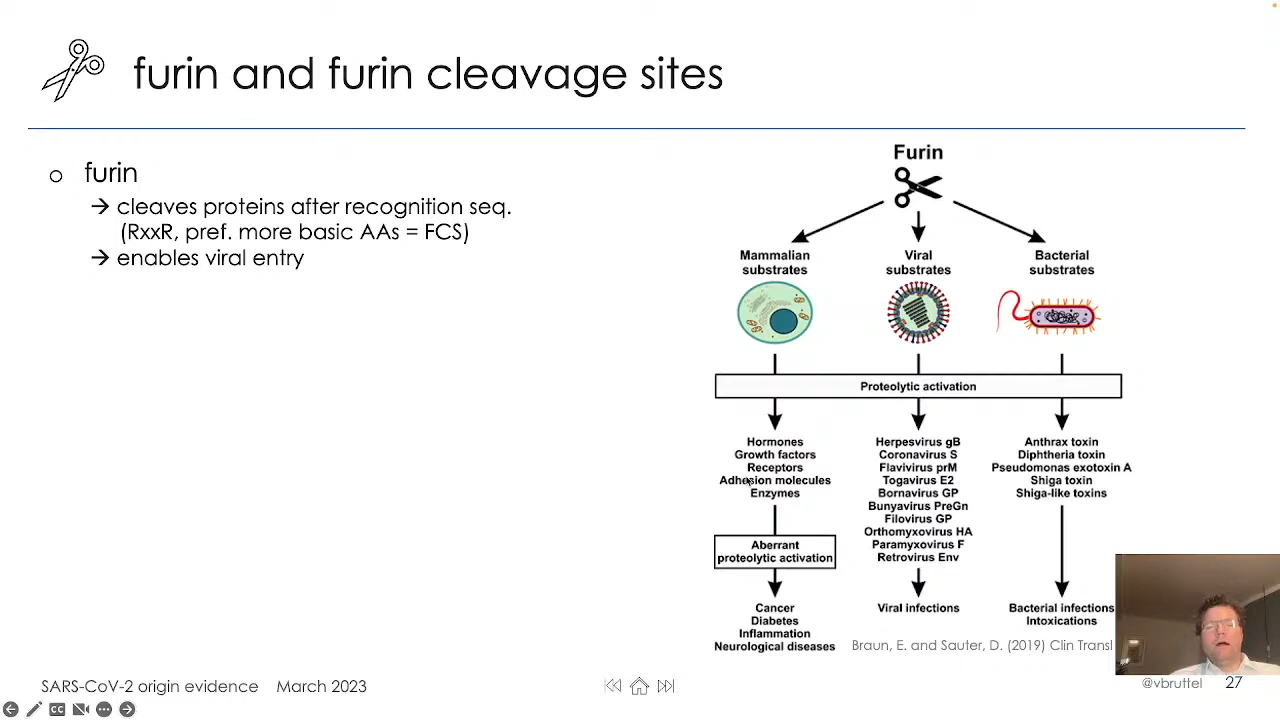 furin and furin cleavage sites
o furin
→ cleaves proteins after recognition seq.
(RxxR, pref. more basic AAs = FCS)
→ enables viral entry
Furin
Mammalian
substrates
Viral
substrates
Bacterial
substrates
Proteolytic activation
Hormones
Growth factors
Receptors
Adhesion molecules
Enzymes
Herpesvirus gB
Coronavirus S
Flavivirus prM
Togavirus E2
Bornavirus GP
Bunyavirus PreGn
Filovirus GP
Orthomyxovirus HA
Paramyxovirus F
Retrovirus Env
Anthrax toxin
Diphtheria toxin
Pseudomonas exotoxin A
Shiga toxin
Shiga-like toxins
Aberrant
proteolytic activation
Cancer
Diabetes
Inflammation
Neurological diseases
Viral infections
Bacterial infections
Intoxications
Braun, E. and Sauter, D. (2019) Clin Transl
SARS-CoV-2 origin evidence March 2023
@vbruttel 27
CC